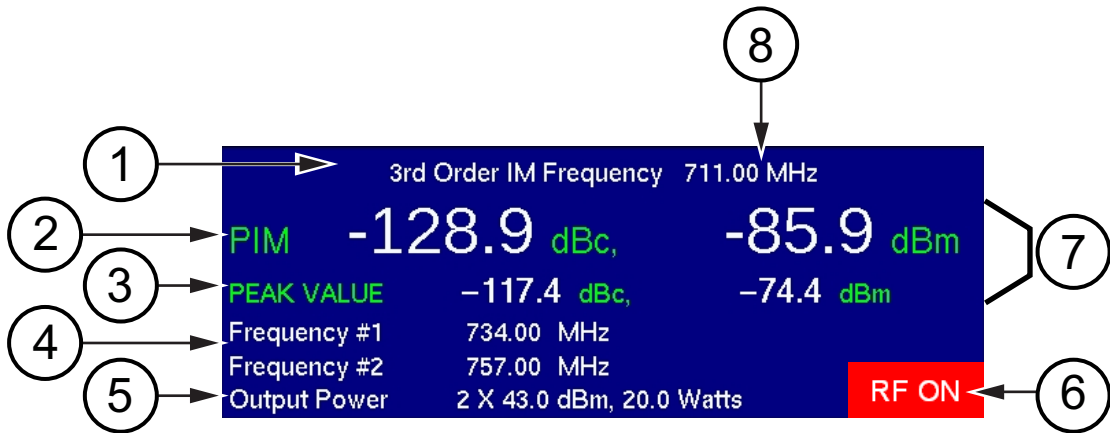 8
1
3rd Order IM Frequency 711.00 MHz
2
PIM -128.9 dBc, -85.9 dBm
7
3
PEAK VALUE −117.4 dBc, −74.4 dBm
4
Frequency #1 734.00 MHz
Frequency #2 757.00 MHz
5
Output Power 2 X 43.0 dBm, 20.0 Watts
RF ON
6